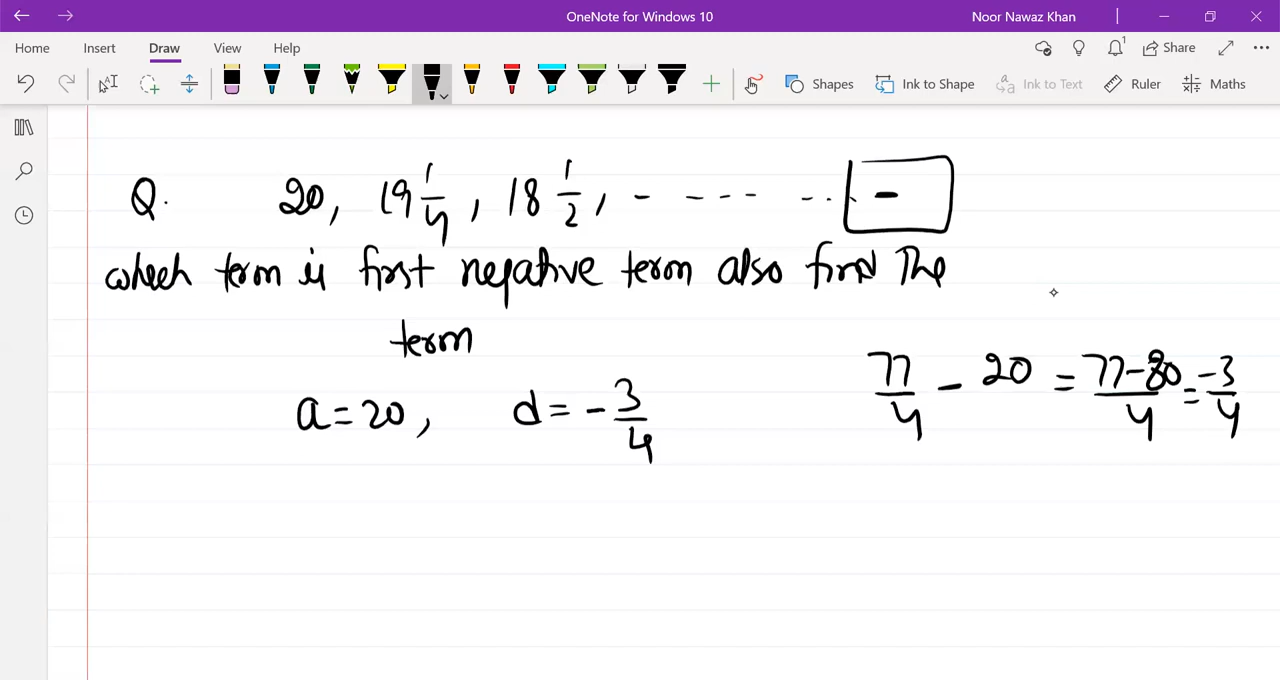 OneNote for Windows 10
Noor Nawaz Khan
Home Insert Draw View Help
1
Share
Shapes Ink to Shape Ink to Text Ruler Maths
Q. 20, 19 1/4, 18 1/2, - ---- ... -
which term is first negative term also find The
term
77/4 - 20 = 77-80/4 = -3/4
a = 20, d = - 3/4